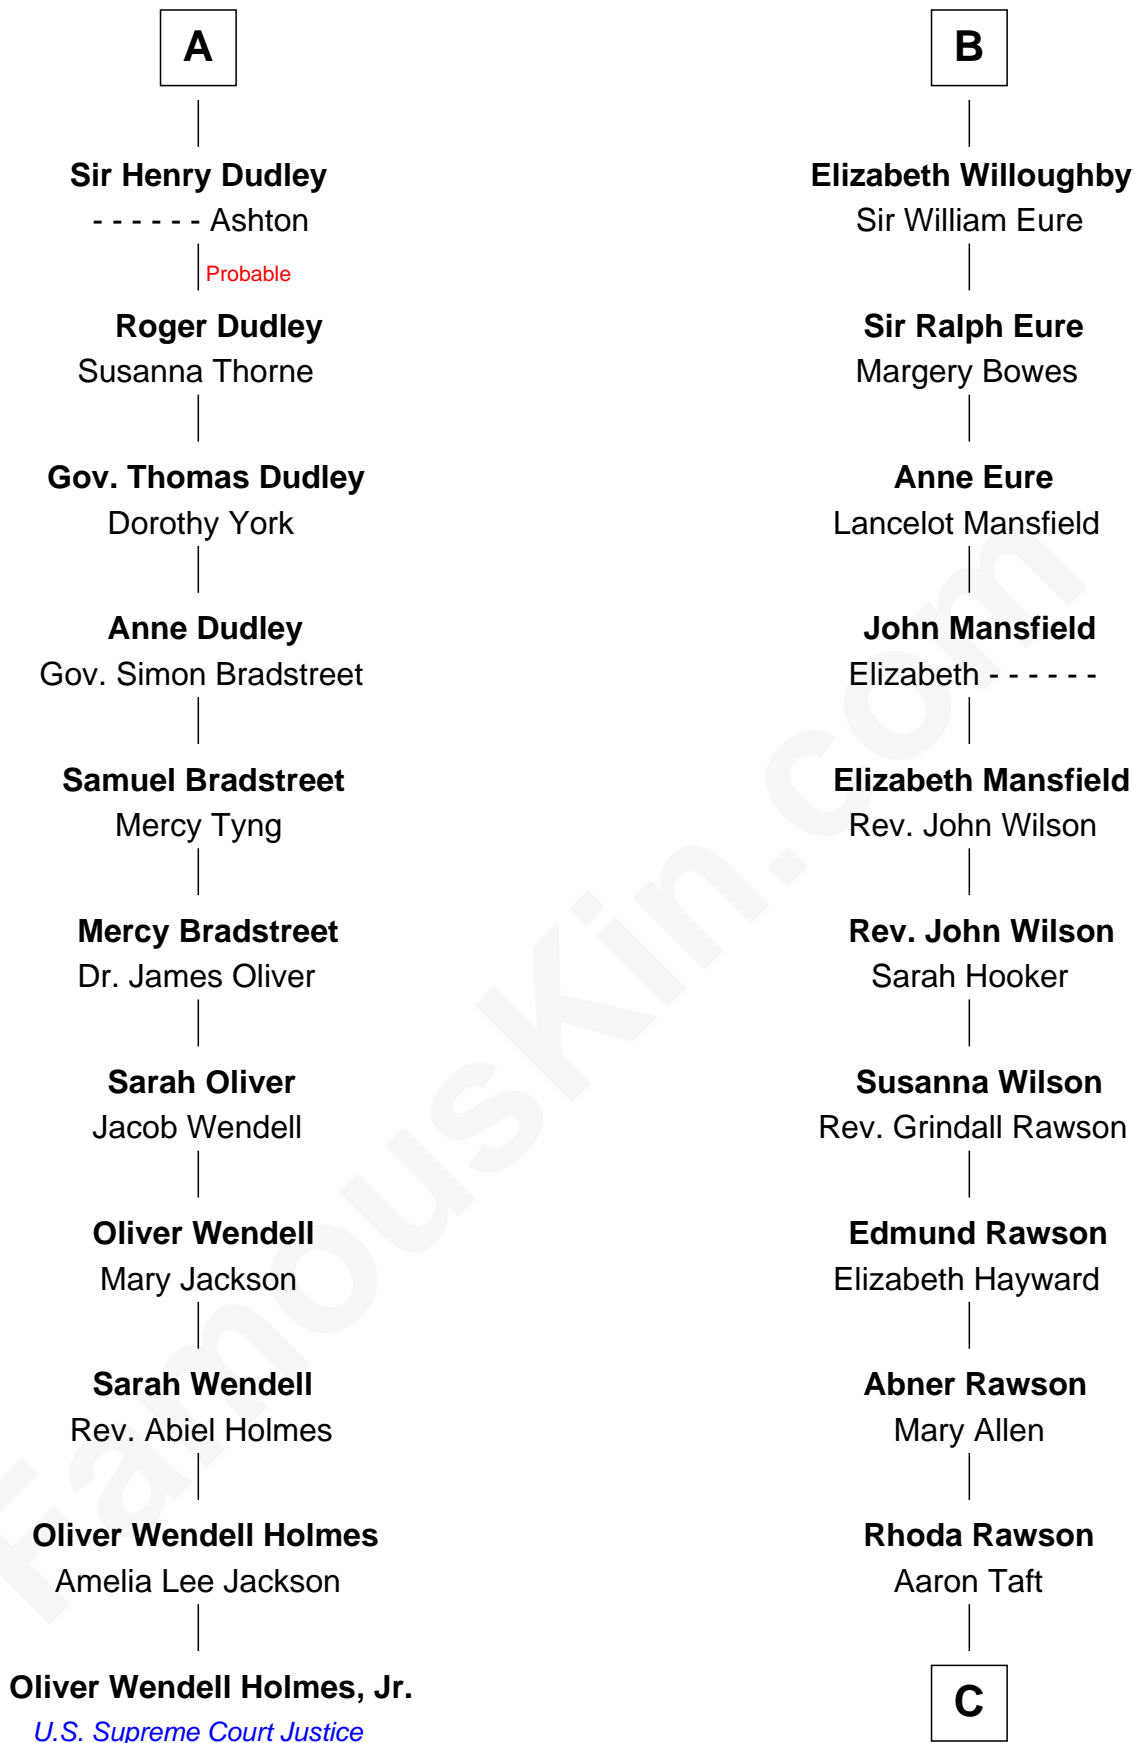 A
Sir Henry Dudley
- - - - - - Ashton
Probable
Roger Dudley
Susanna Thorne
Gov. Thomas Dudley
Dorothy York
Anne Dudley
Gov. Simon Bradstreet
Samuel Bradstreet
Mercy Tyng
Mercy Bradstreet
Dr. James Oliver
Sarah Oliver
Jacob Wendell
Oliver Wendell
Mary Jackson
Sarah Wendell
Rev. Abiel Holmes
Oliver Wendell Holmes
Amelia Lee Jackson
Oliver Wendell Holmes, Jr.
U.S. Supreme Court Justice
B
Elizabeth Willoughby
Sir William Eure
Sir Ralph Eure
Margery Bowes
Anne Eure
Lancelot Mansfield
John Mansfield
Elizabeth - - - - - -
Elizabeth Mansfield
Rev. John Wilson
Rev. John Wilson
Sarah Hooker
Susanna Wilson
Rev. Grindall Rawson
Edmund Rawson
Elizabeth Hayward
Abner Rawson
Mary Allen
Rhoda Rawson
Aaron Taft
C
FamousKin.com